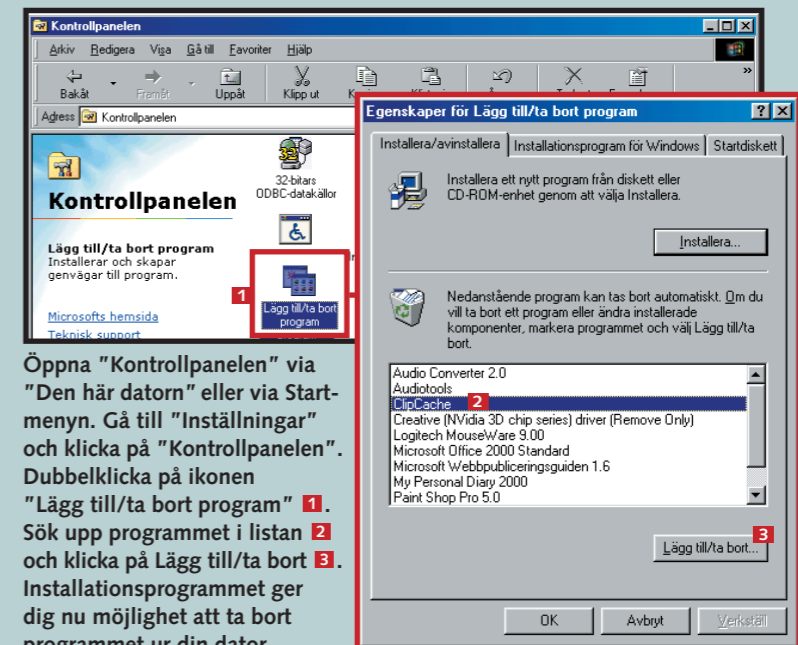 Kontrollpanelen
Arkiv Redigera Visa Gå till Favoriter Hjälp
Bakåt Framåt Uppåt Klipp ut
Adress Kontrollpanelen
Kontrollpanelen
Lägg till/ta bort program
Installerar och skapar
genvägar till program.
Microsofts hemsida
Teknisk support
32-bitars
ODBC-datakällor
1
Lägg till/ta bort
program
Egenskaper för Lägg till/ta bort program
Installera/avinstallera Installationsprogram för Windows Startdiskett
Installera ett nytt program från diskett eller
CD-ROM-enhet genom att välja Installera.
Installera...
Nedanstående program kan tas bort automatiskt. Om du
vill ta bort ett program eller ändra installerade
komponenter, markera programmet och välj Lägg till/ta
bort.
Audio Converter 2.0
Audiotools
ClipCache 2
Creative (NVidia 3D chip series) driver (Remove Only)
Logitech MouseWare 9.00
Microsoft Office 2000 Standard
Microsoft Webbpubliceringsguiden 1.6
My Personal Diary 2000
Paint Shop Pro 5.0
3
Lägg till/ta bort...
OK Avbryt Verkställ
Öppna "Kontrollpanelen" via
"Den här datorn" eller via Start-
menyn. Gå till "Inställningar"
och klicka på "Kontrollpanelen".
Dubbelklicka på ikonen
"Lägg till/ta bort program" 1.
Sök upp programmet i listan 2
och klicka på Lägg till/ta bort 3.
Installationsprogrammet ger
dig nu möjlighet att ta bort
programmet ur din dator